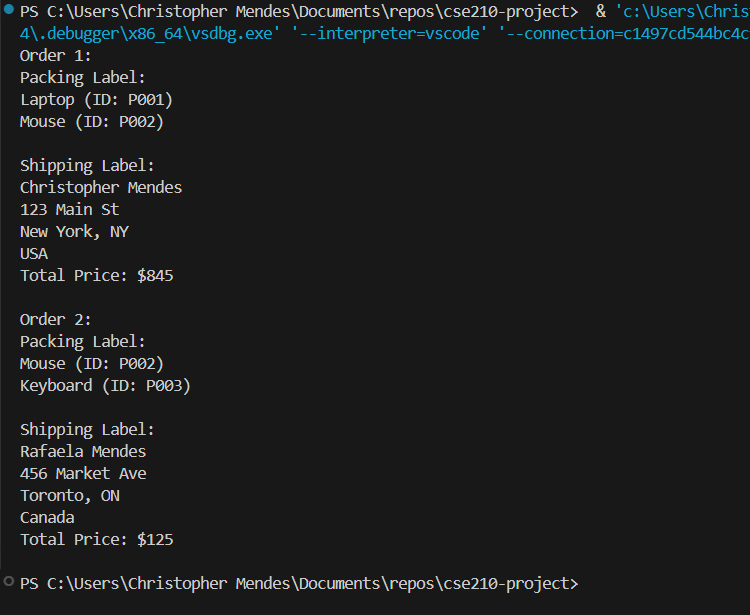 PS C:\Users\Christopher Mendes\Documents\repos\cse210-project>  & 'c:\Users\Chris
4\.debugger\x86_64\vsdbg.exe' '--interpreter=vscode' '--connection=c1497cd544bc4c
Order 1:
Packing Label:
Laptop (ID: P001)
Mouse (ID: P002)

Shipping Label:
Christopher Mendes
123 Main St
New York, NY
USA
Total Price: $845

Order 2:
Packing Label:
Mouse (ID: P002)
Keyboard (ID: P003)

Shipping Label:
Rafaela Mendes
456 Market Ave
Toronto, ON
Canada
Total Price: $125

PS C:\Users\Christopher Mendes\Documents\repos\cse210-project>